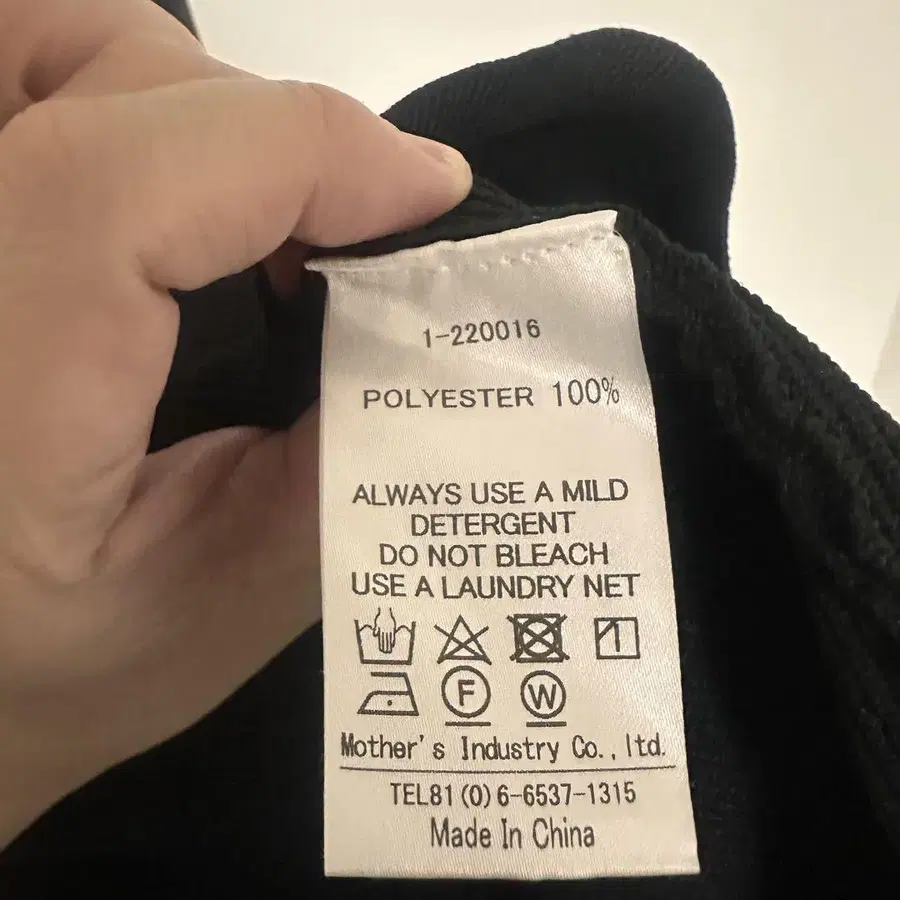 1-220016
POLYESTER 100%
ALWAYS USE A MILD
DETERGENT
DO NOT BLEACH
USE A LAUNDRY NET
F W
Mother's Industry Co., ltd.
TEL81(0)6-6537-1315
Made In China